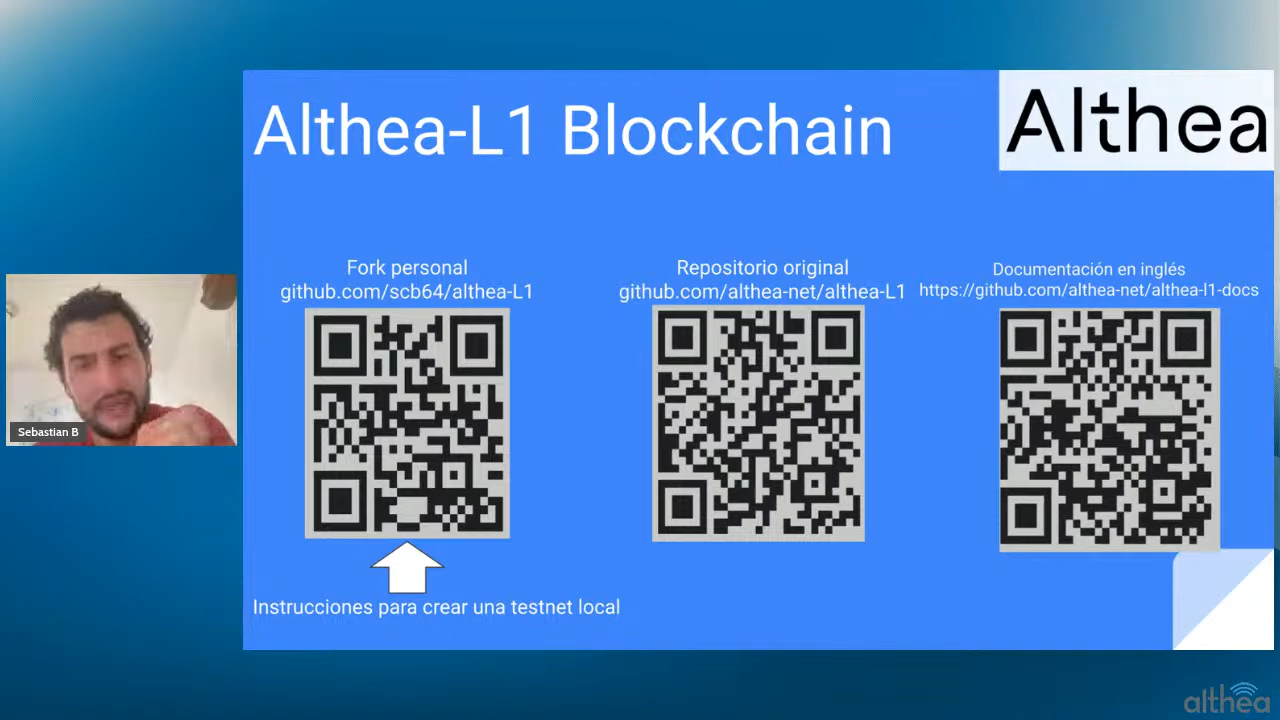 Althea-L1 Blockchain
Althea
Fork personal
github.com/scb64/althea-L1
Repositorio original
github.com/althea-net/althea-L1
Documentación en inglés
https://github.com/althea-net/althea-l1-docs
Sebastian B
Instrucciones para crear una testnet local
althea